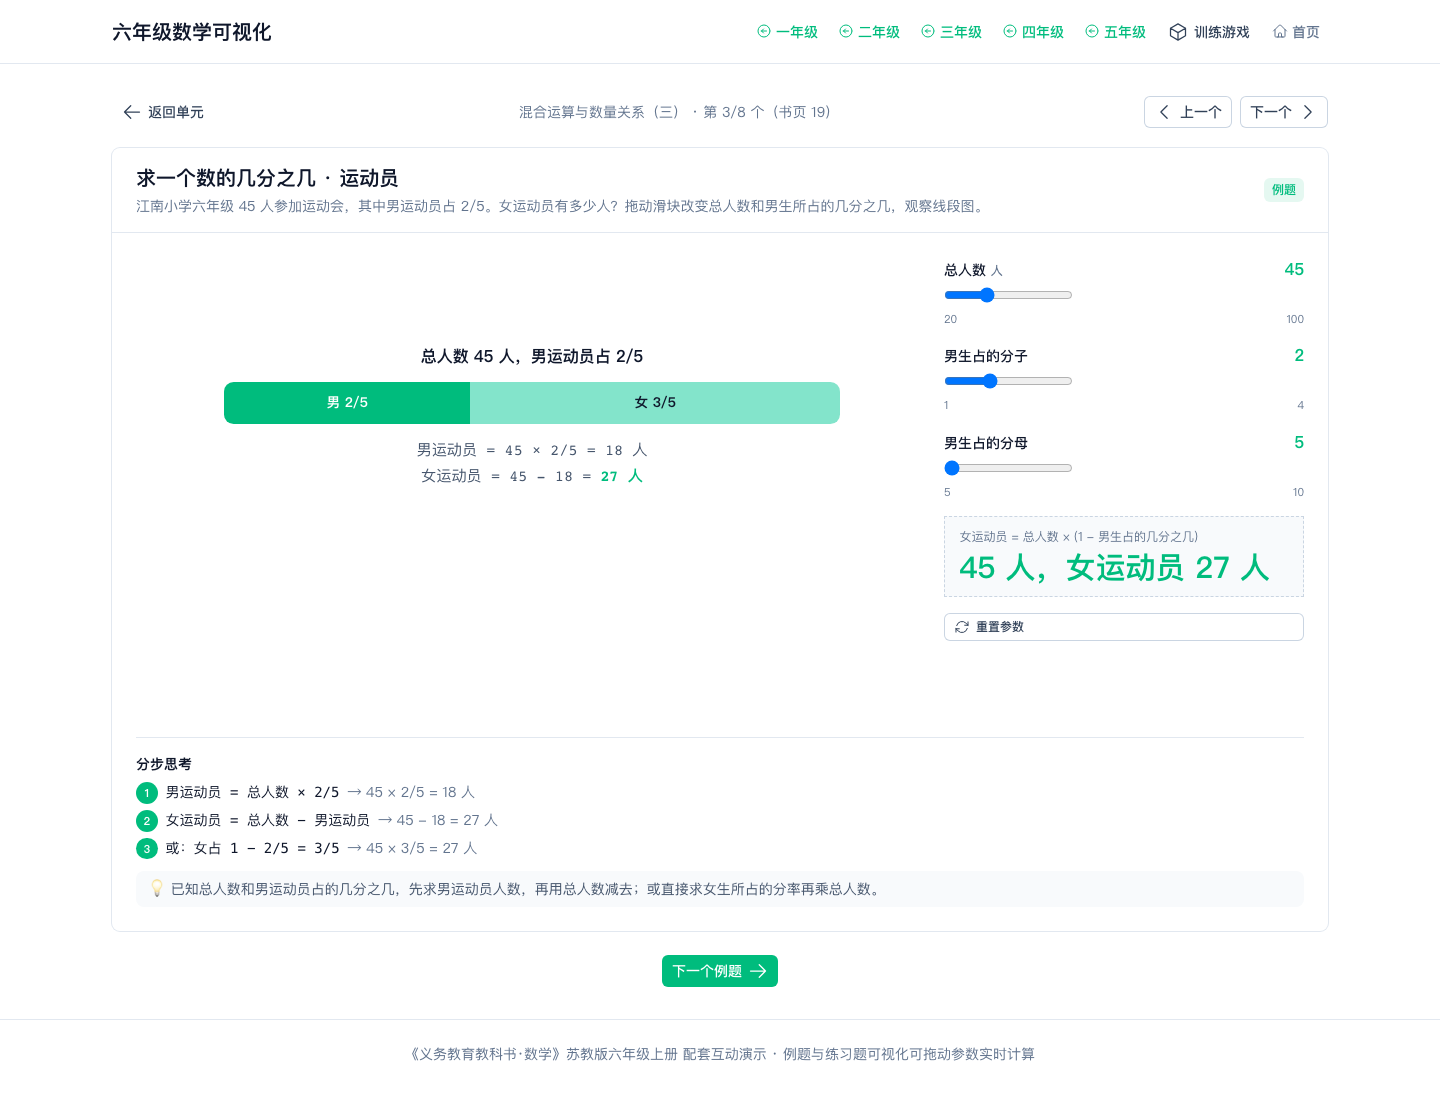 六年级数学可视化
一年级 二年级 三年级 四年级 五年级 训练游戏 首页
返回单元
混合运算与数量关系（三） · 第 3/8 个（书页 19）
上一个 下一个
求一个数的几分之几 · 运动员
江南小学六年级 45 人参加运动会，其中男运动员占 2/5。女运动员有多少人？拖动滑块改变总人数和男生所占的几分之几，观察线段图。
例题
总人数 45 人，男运动员占 2/5
男 2/5 女 3/5
男运动员 = 45 × 2/5 = 18 人
女运动员 = 45 − 18 = 27 人
总人数 人 45
20 100
男生占的分子 2
1 4
男生占的分母 5
5 10
女运动员 = 总人数 × (1 − 男生占的几分之几)
45 人，女运动员 27 人
重置参数
分步思考
1 男运动员 = 总人数 × 2/5 → 45 × 2/5 = 18 人
2 女运动员 = 总人数 − 男运动员 → 45 − 18 = 27 人
3 或：女占 1 − 2/5 = 3/5 → 45 × 3/5 = 27 人
已知总人数和男运动员占的几分之几，先求男运动员人数，再用总人数减去；或直接求女生所占的分率再乘总人数。
下一个例题
《义务教育教科书·数学》苏教版六年级上册 配套互动演示 · 例题与练习题可视化可拖动参数实时计算